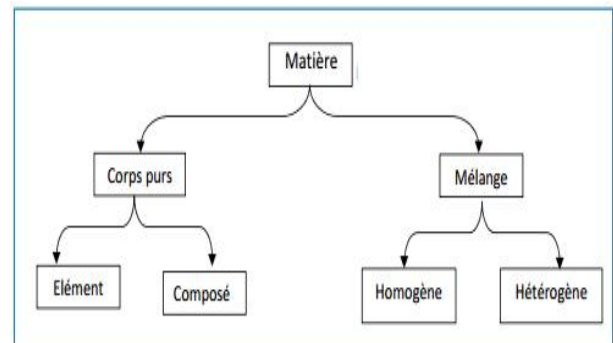 Matière
Corps purs
Mélange
Elément
Composé
Homogène
Hétérogène